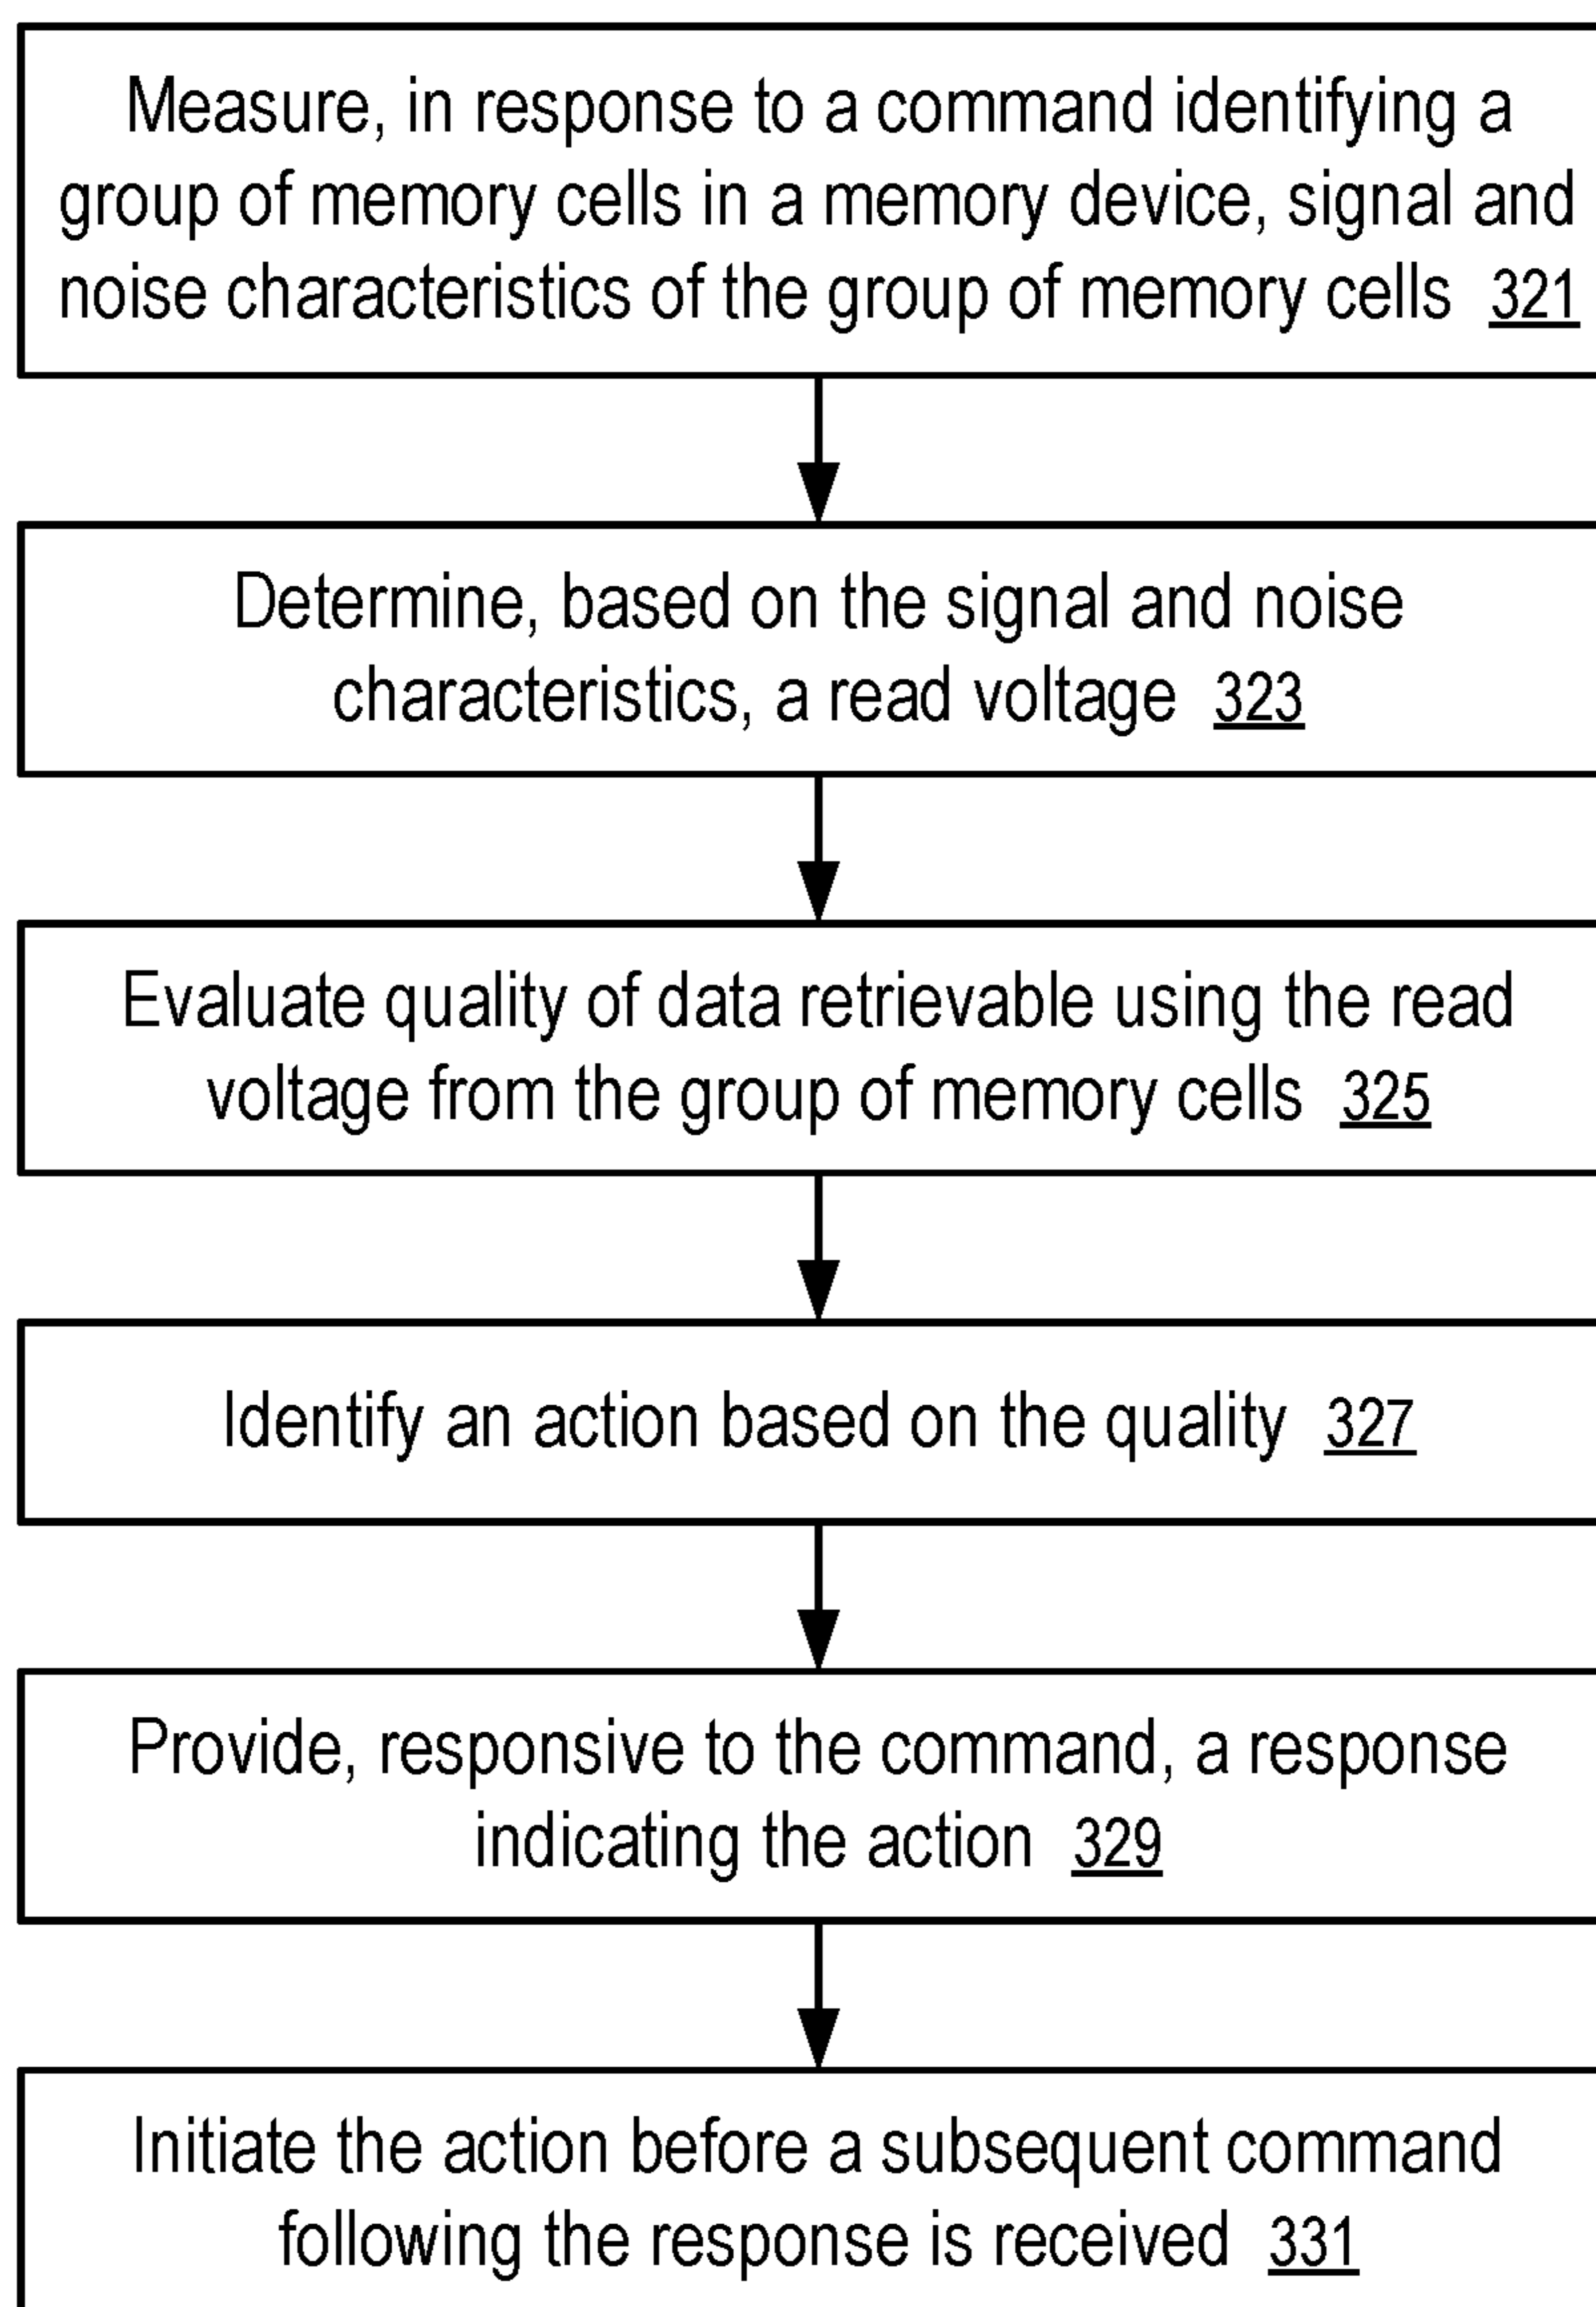 Measure, in response to a command identifying a
group of memory cells in a memory device, signal and
noise characteristics of the group of memory cells 321
Determine, based on the signal and noise
characteristics, a read voltage 323
Evaluate quality of data retrievable using the read
voltage from the group of memory cells 325
Identify an action based on the quality 327
Provide, responsive to the command, a response
indicating the action 329
Initiate the action before a subsequent command
following the response is received 331